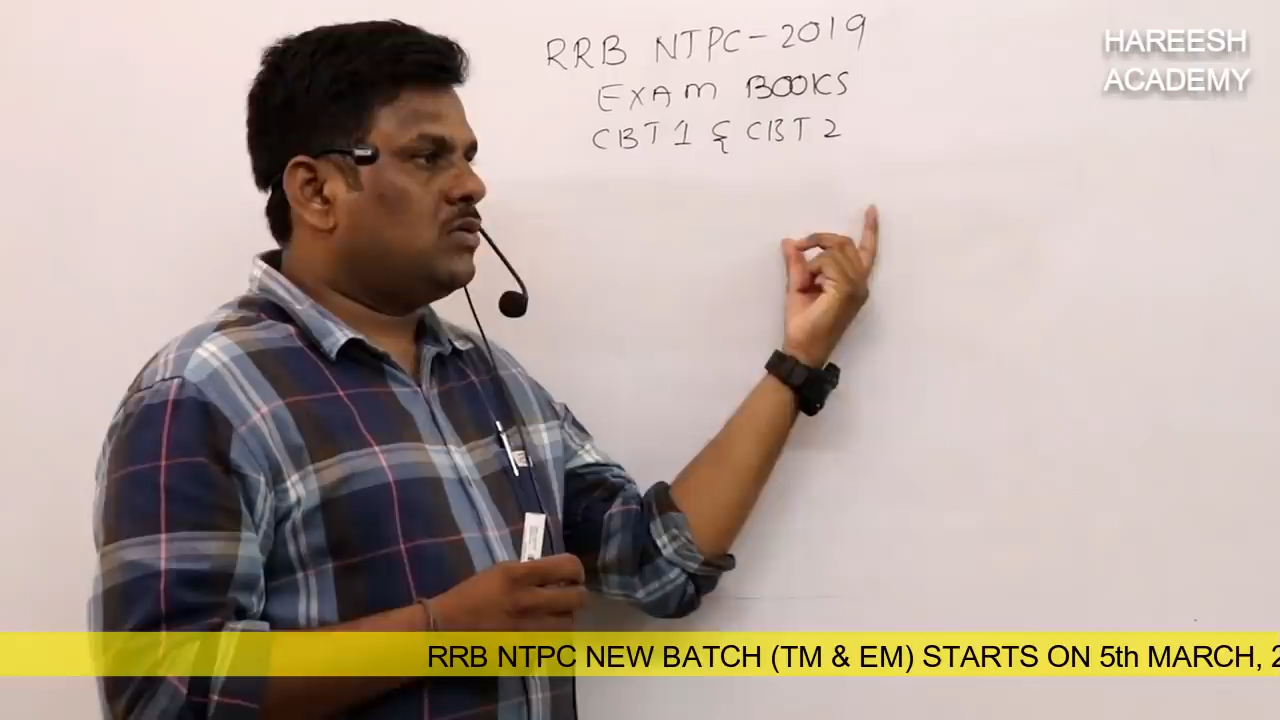 RRB NTPC - 2019
EXAM BOOKS
CBT 1 & CBT 2
HAREESH
ACADEMY
RRB NTPC NEW BATCH (TM & EM) STARTS ON 5th MARCH, 2